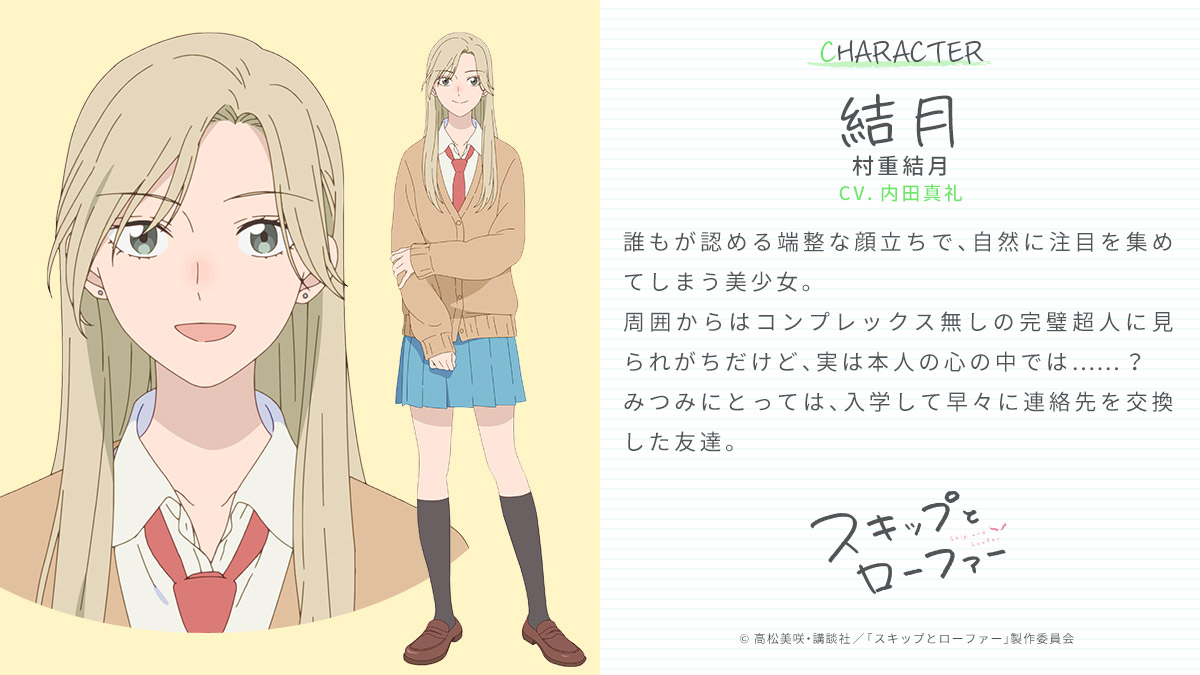 CHARACTER
結月
村重結月
CV. 内田真礼
誰もが認める端整な顔立ちで、自然に注目を集め
てしまう美少女。
周囲からはコンプレックス無しの完璧超人に見
られがちだけど、実は本人の心の中では……？
みつみにとっては、入学して早々に連絡先を交換
した友達。
スキップと
ローファー
Skip and
Loafer
© 高松美咲・講談社／「スキップとローファー」製作委員会